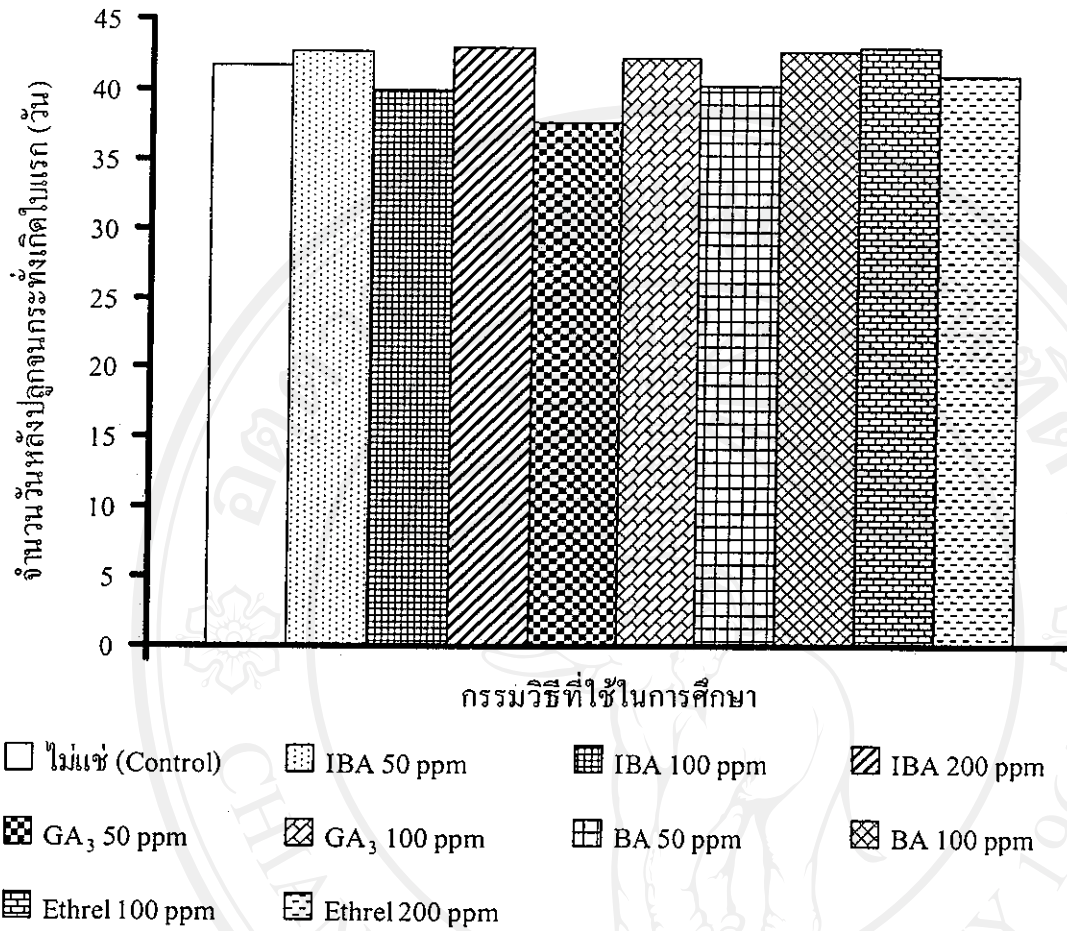 จำนวนวันหลังปลูกจนกระทั่งเกิดใบแรก (วัน)
45
40
35
30
25
20
15
10
5
0
กรรมวิธีที่ใช้ในการศึกษา
ไม่แช่ (Control) IBA 50 ppm IBA 100 ppm IBA 200 ppm
GA₃ 50 ppm GA₃ 100 ppm BA 50 ppm BA 100 ppm
Ethrel 100 ppm Ethrel 200 ppm